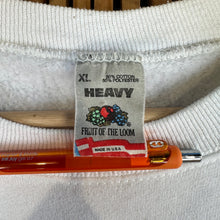 XL
50% COTTON
50% POLYESTER
HEAVY
FRUIT OF THE LOOM
MADE IN U.S.A.